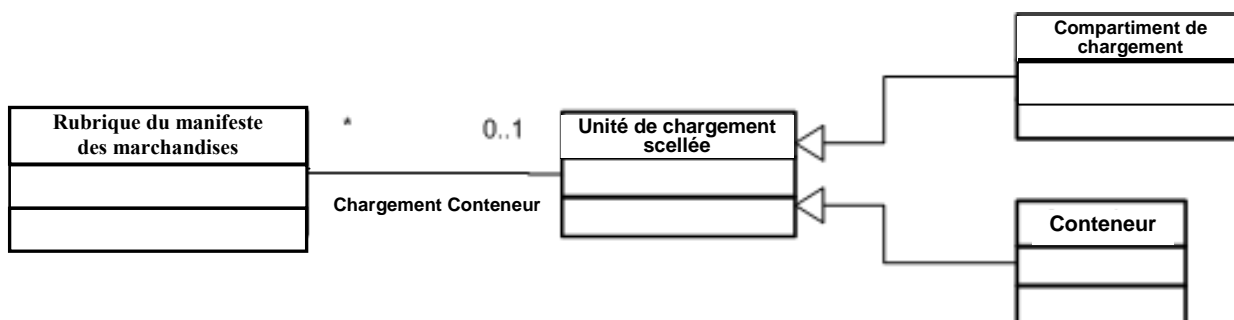 Compartiment de
chargement
Rubrique du manifeste
des marchandises
* 0..1
Unité de chargement
scellée
Chargement Conteneur
Conteneur